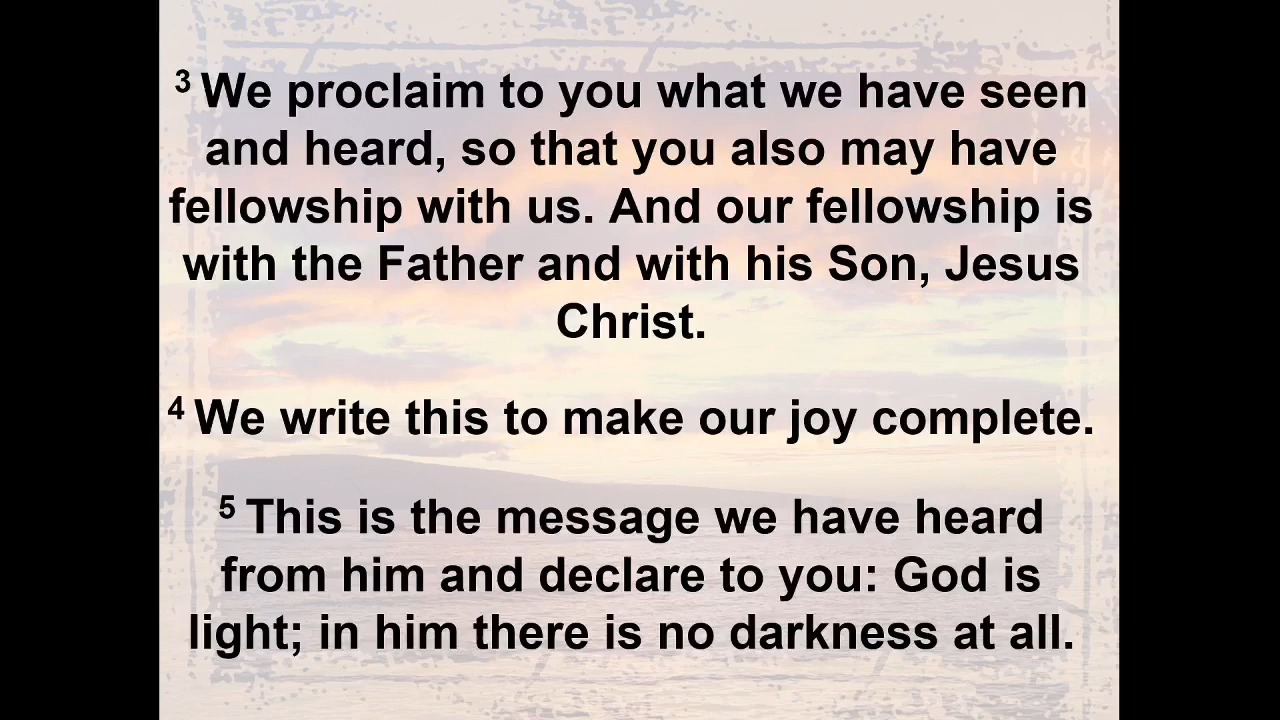 3 We proclaim to you what we have seen
and heard, so that you also may have
fellowship with us. And our fellowship is
with the Father and with his Son, Jesus
Christ.
4 We write this to make our joy complete.
5 This is the message we have heard
from him and declare to you: God is
light; in him there is no darkness at all.